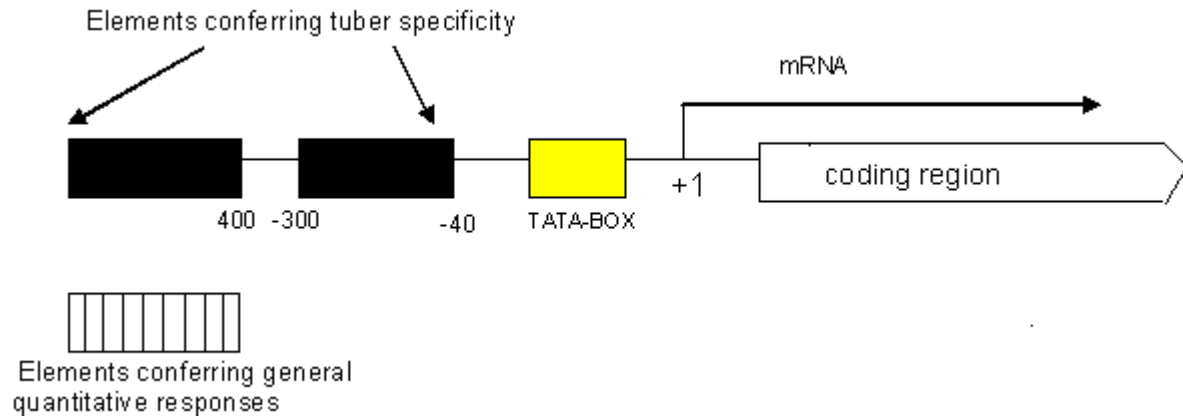 Elements conferring tuber specificity
mRNA
+1
coding region
400 -300 -40 TATA-BOX
Elements conferring general
quantitative responses